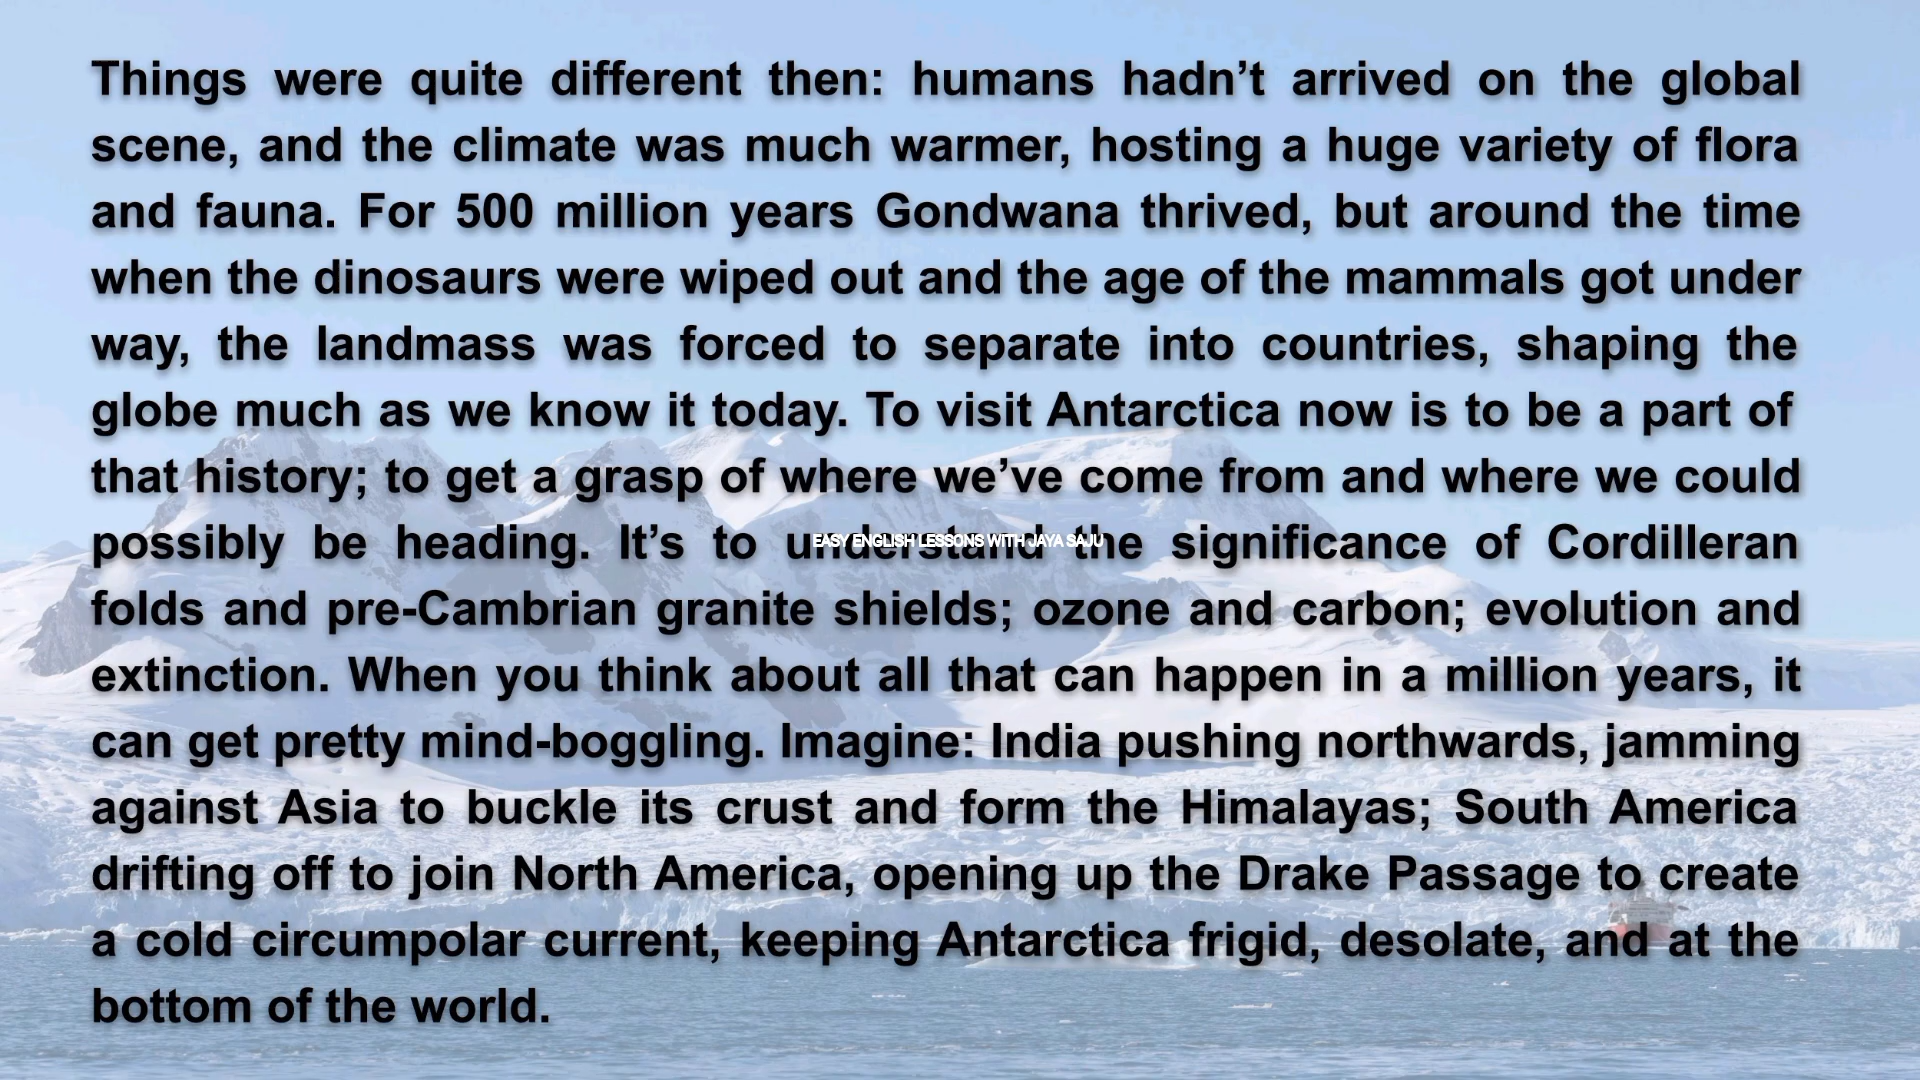 Things were quite different then: humans hadn’t arrived on the global
scene, and the climate was much warmer, hosting a huge variety of flora
and fauna. For 500 million years Gondwana thrived, but around the time
when the dinosaurs were wiped out and the age of the mammals got under
way, the landmass was forced to separate into countries, shaping the
globe much as we know it today. To visit Antarctica now is to be a part of
that history; to get a grasp of where we’ve come from and where we could
possibly be heading. It’s to understand the significance of Cordilleran
EASY ENGLISH LESSONS WITH JAYA SAJU
folds and pre-Cambrian granite shields; ozone and carbon; evolution and
extinction. When you think about all that can happen in a million years, it
can get pretty mind-boggling. Imagine: India pushing northwards, jamming
against Asia to buckle its crust and form the Himalayas; South America
drifting off to join North America, opening up the Drake Passage to create
a cold circumpolar current, keeping Antarctica frigid, desolate, and at the
bottom of the world.